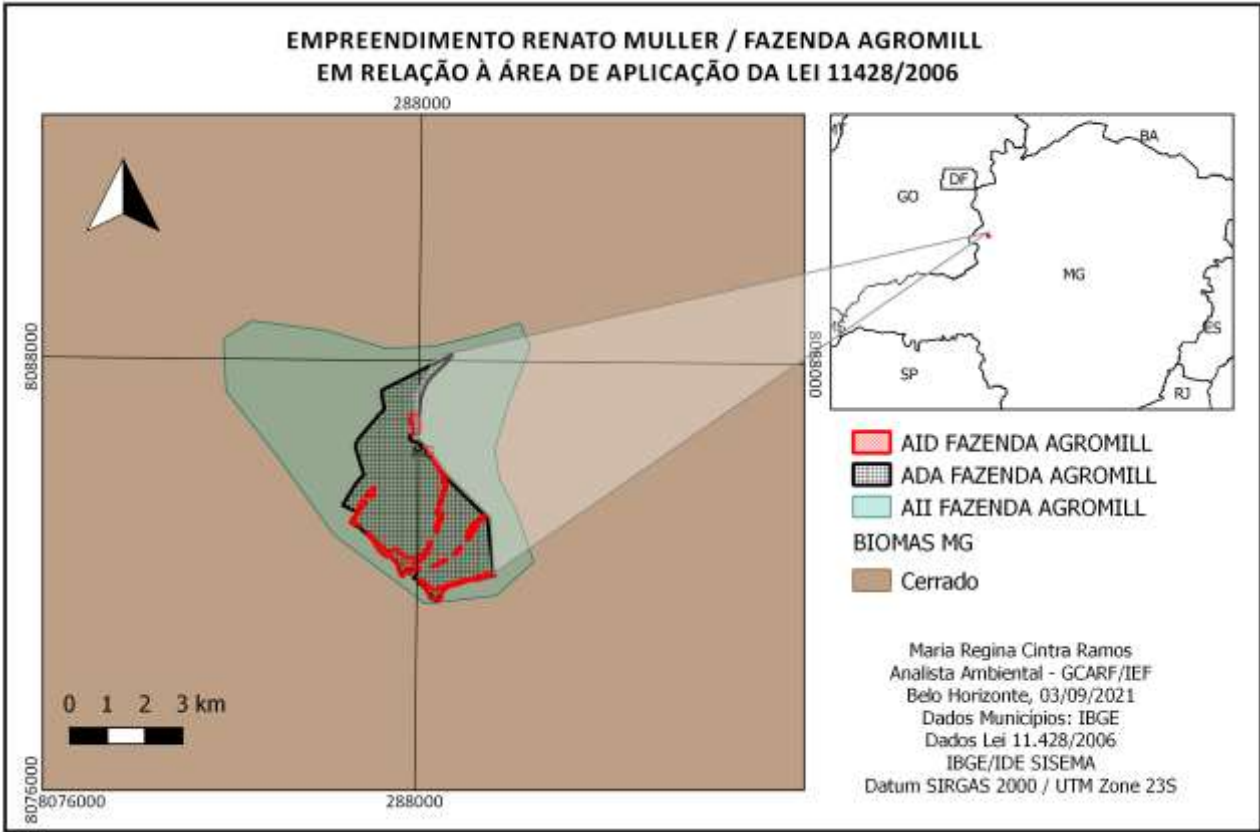 EMPREENDIMENTO RENATO MULLER / FAZENDA AGROMILL
EM RELAÇÃO À ÁREA DE APLICAÇÃO DA LEI 11428/2006
288000
8088000
8088000
0 1 2 3 km
8076000
8076000
288000
BA
DF
GO
MG
ES
SP
RJ
AID FAZENDA AGROMILL
ADA FAZENDA AGROMILL
AII FAZENDA AGROMILL
BIOMAS MG
Cerrado
Maria Regina Cintra Ramos
Analista Ambiental - GCARF/IEF
Belo Horizonte, 03/09/2021
Dados Municípios: IBGE
Dados Lei 11.428/2006
IBGE/IDE SISEMA
Datum SIRGAS 2000 / UTM Zone 23S